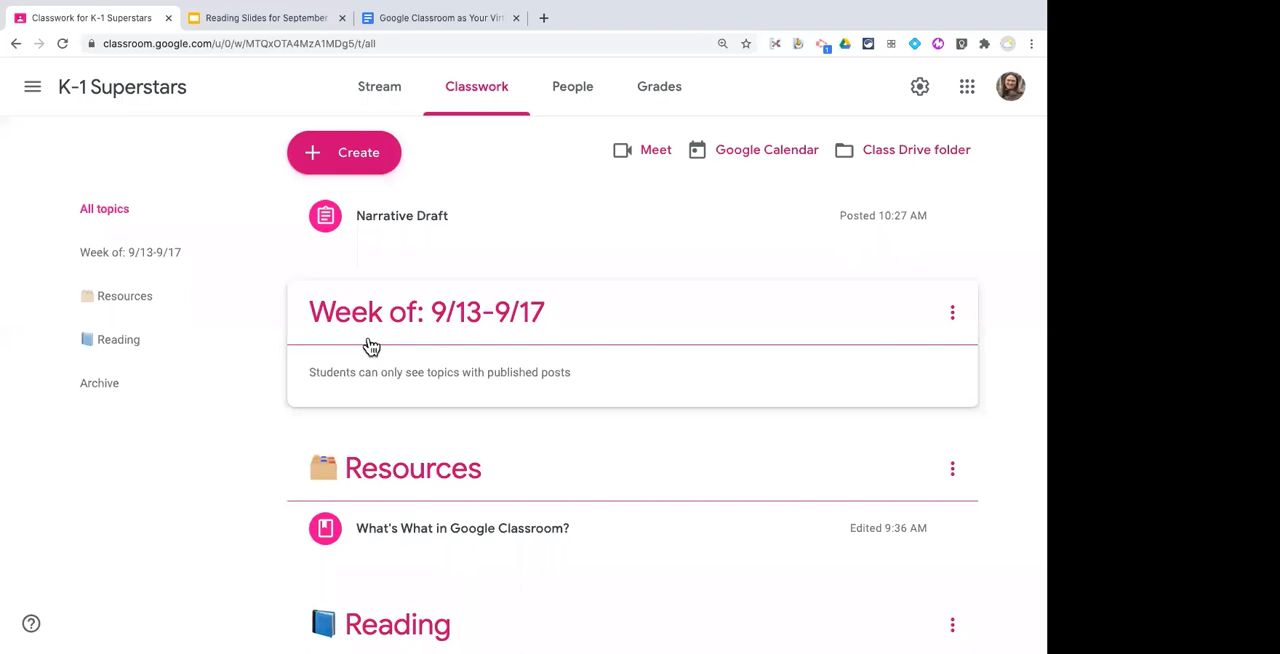 Classwork for K-1 Superstars
Reading Slides for September
Google Classroom as Your Virt
classroom.google.com/u/0/w/MTQxOTA4MzA1MDg5/t/all
1
K-1 Superstars
Stream
Classwork
People
Grades
Create
Meet
Google Calendar
Class Drive folder
All topics
Week of: 9/13-9/17
Resources
Reading
Archive
Narrative Draft
Posted 10:27 AM
Week of: 9/13-9/17
Students can only see topics with published posts
Resources
What's What in Google Classroom?
Edited 9:36 AM
Reading